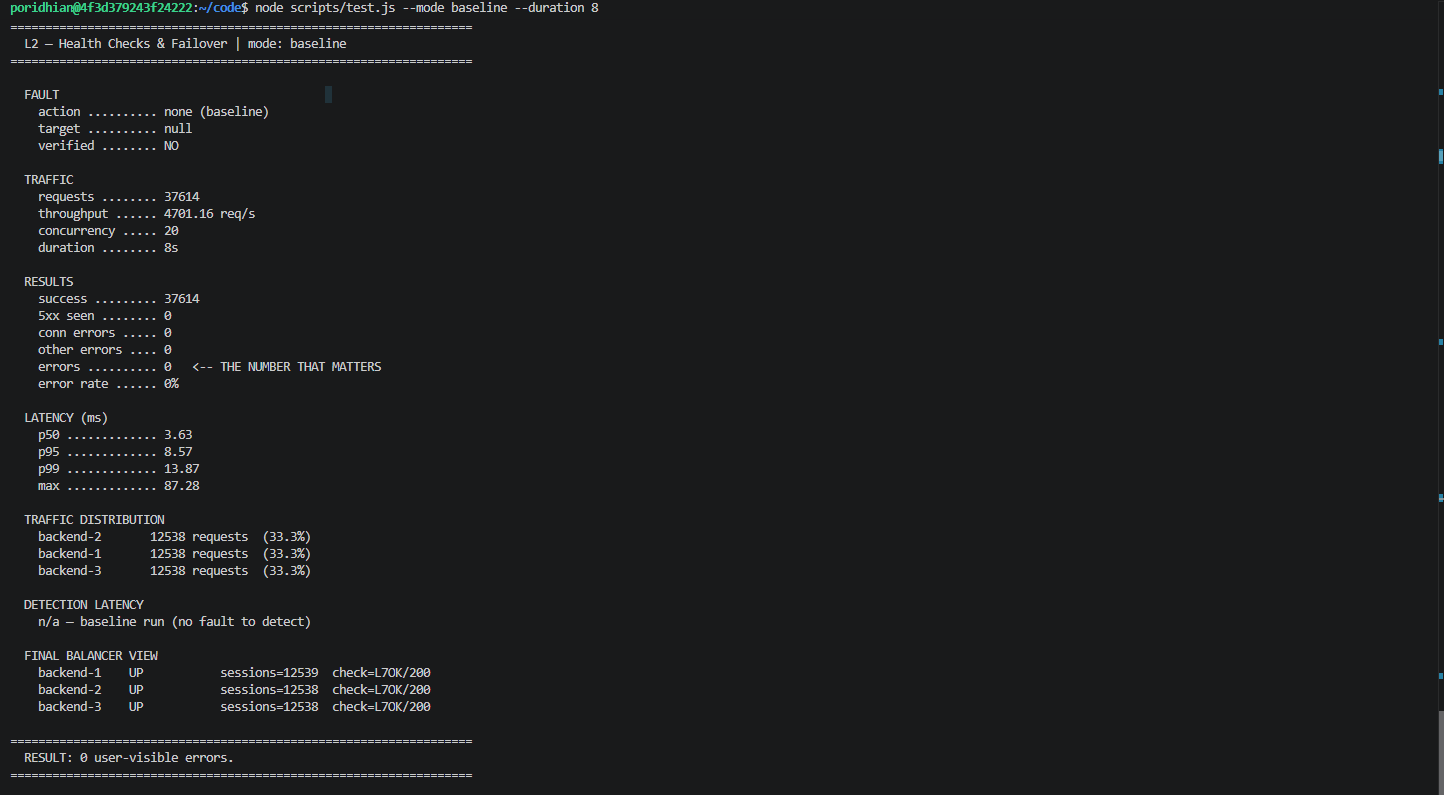 poridhian@4f3d379243f24222:~/code$ node scripts/test.js --mode baseline --duration 8
==================================================================
L2 — Health Checks & Failover | mode: baseline
==================================================================
FAULT
action .......... none (baseline)
target .......... null
verified ........ NO
TRAFFIC
requests ........ 37614
throughput ...... 4701.16 req/s
concurrency ..... 20
duration ........ 8s
RESULTS
success ......... 37614
5xx seen ........ 0
conn errors ..... 0
other errors .... 0
errors .......... 0   <-- THE NUMBER THAT MATTERS
error rate ...... 0%
LATENCY (ms)
p50 ............. 3.63
p95 ............. 8.57
p99 ............. 13.87
max ............. 87.28
TRAFFIC DISTRIBUTION
backend-2       12538 requests  (33.3%)
backend-1       12538 requests  (33.3%)
backend-3       12538 requests  (33.3%)
DETECTION LATENCY
n/a — baseline run (no fault to detect)
FINAL BALANCER VIEW
backend-1    UP           sessions=12539  check=L7OK/200
backend-2    UP           sessions=12538  check=L7OK/200
backend-3    UP           sessions=12538  check=L7OK/200
==================================================================
RESULT: 0 user-visible errors.
==================================================================